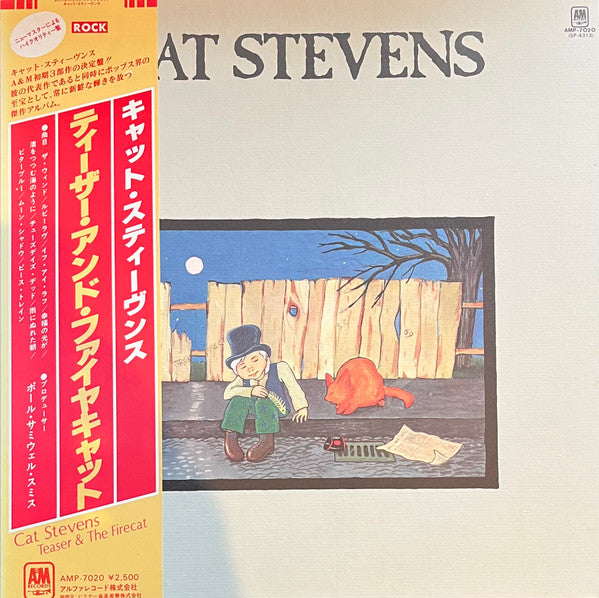 ニューマスターによる
ハイクオリティー盤
ROCK
キャット・スティーヴンス
A&M初期3部作の決定盤!!
彼の代表作であると同時にポップス界の
至宝として、常に新鮮な輝きを放つ
傑作アルバム。
キャット・スティーヴンス
ティーザー・アンド・ファイヤキャット
●曲目 ザ・ウィンド/ルビーラヴ/イフ・アイ・ラフ/幸福の光が/
滝をつつむ海のように/チューズデイズ・デッド/雨にぬれた朝/
ビターブルー/ムーン・シャドウ/ピース・トレイン
●プロデューサー
ポール・サミウェル・スミス
Cat Stevens
Teaser & The Firecat
AM
RECORDS
AMP-7020 ¥2,500
アルファレコード株式会社
AT STEVENS
AM
AMP-7020
(SP-4313)